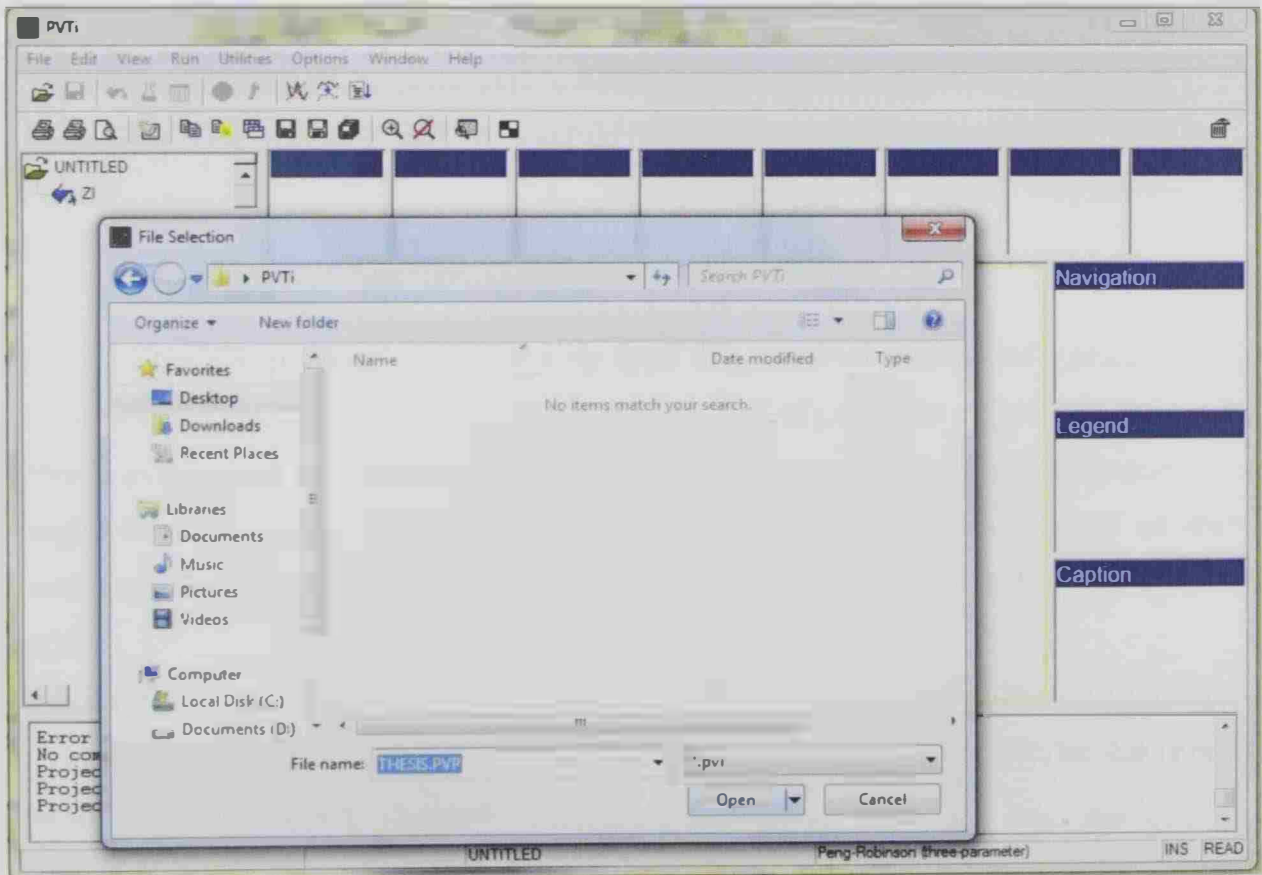 PVTi
File Edit View Run Utilities Options Window Help
UNTITLED
ZI
File Selection
PVTi
Search PVTi
Organize New folder
Name Date modified Type
No items match your search.
Favorites
Desktop
Downloads
Recent Places
Libraries
Documents
Music
Pictures
Videos
Computer
Local Disk (C:)
Documents (D:)
File name: THESIS.PVP
*.pvi
Open Cancel
Navigation
Legend
Caption
Error
No com
Projec
Projec
Projec
UNTITLED Peng-Robinson (three-parameter) INS READ